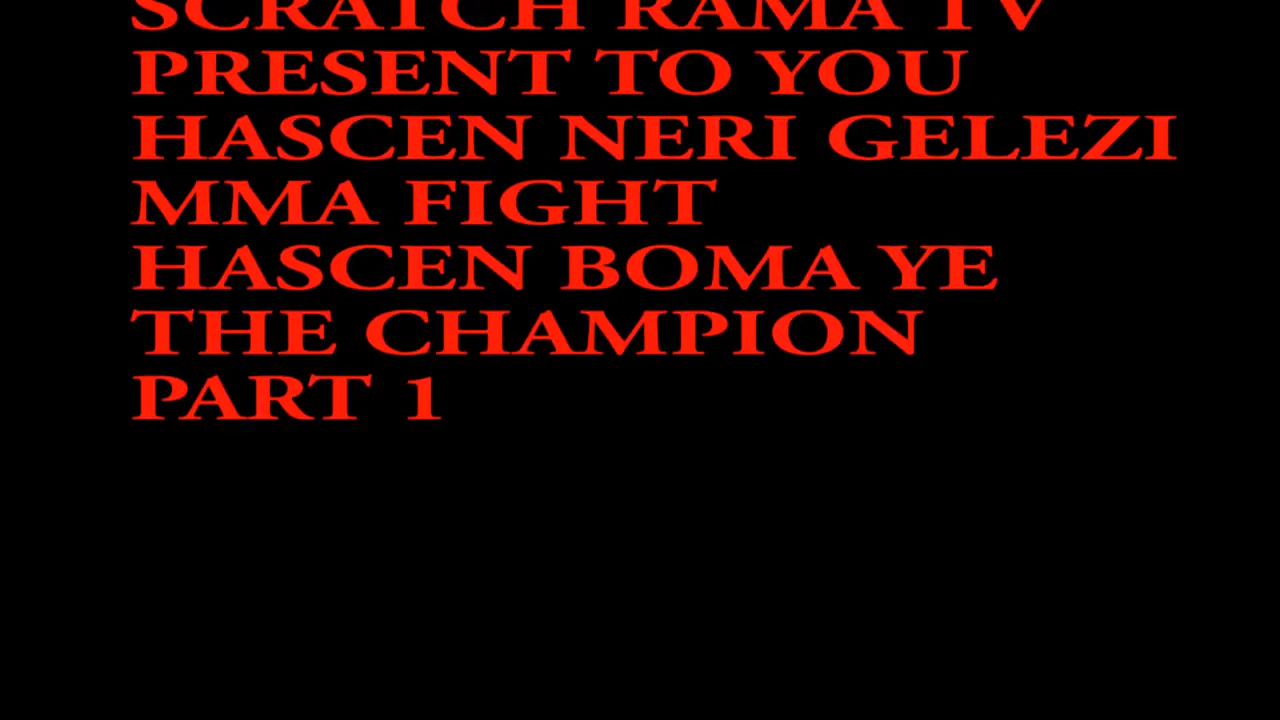 SCRATCH RAMA TV
PRESENT TO YOU
HASCEN NERI GELEZI
MMA FIGHT
HASCEN BOMA YE
THE CHAMPION
PART 1